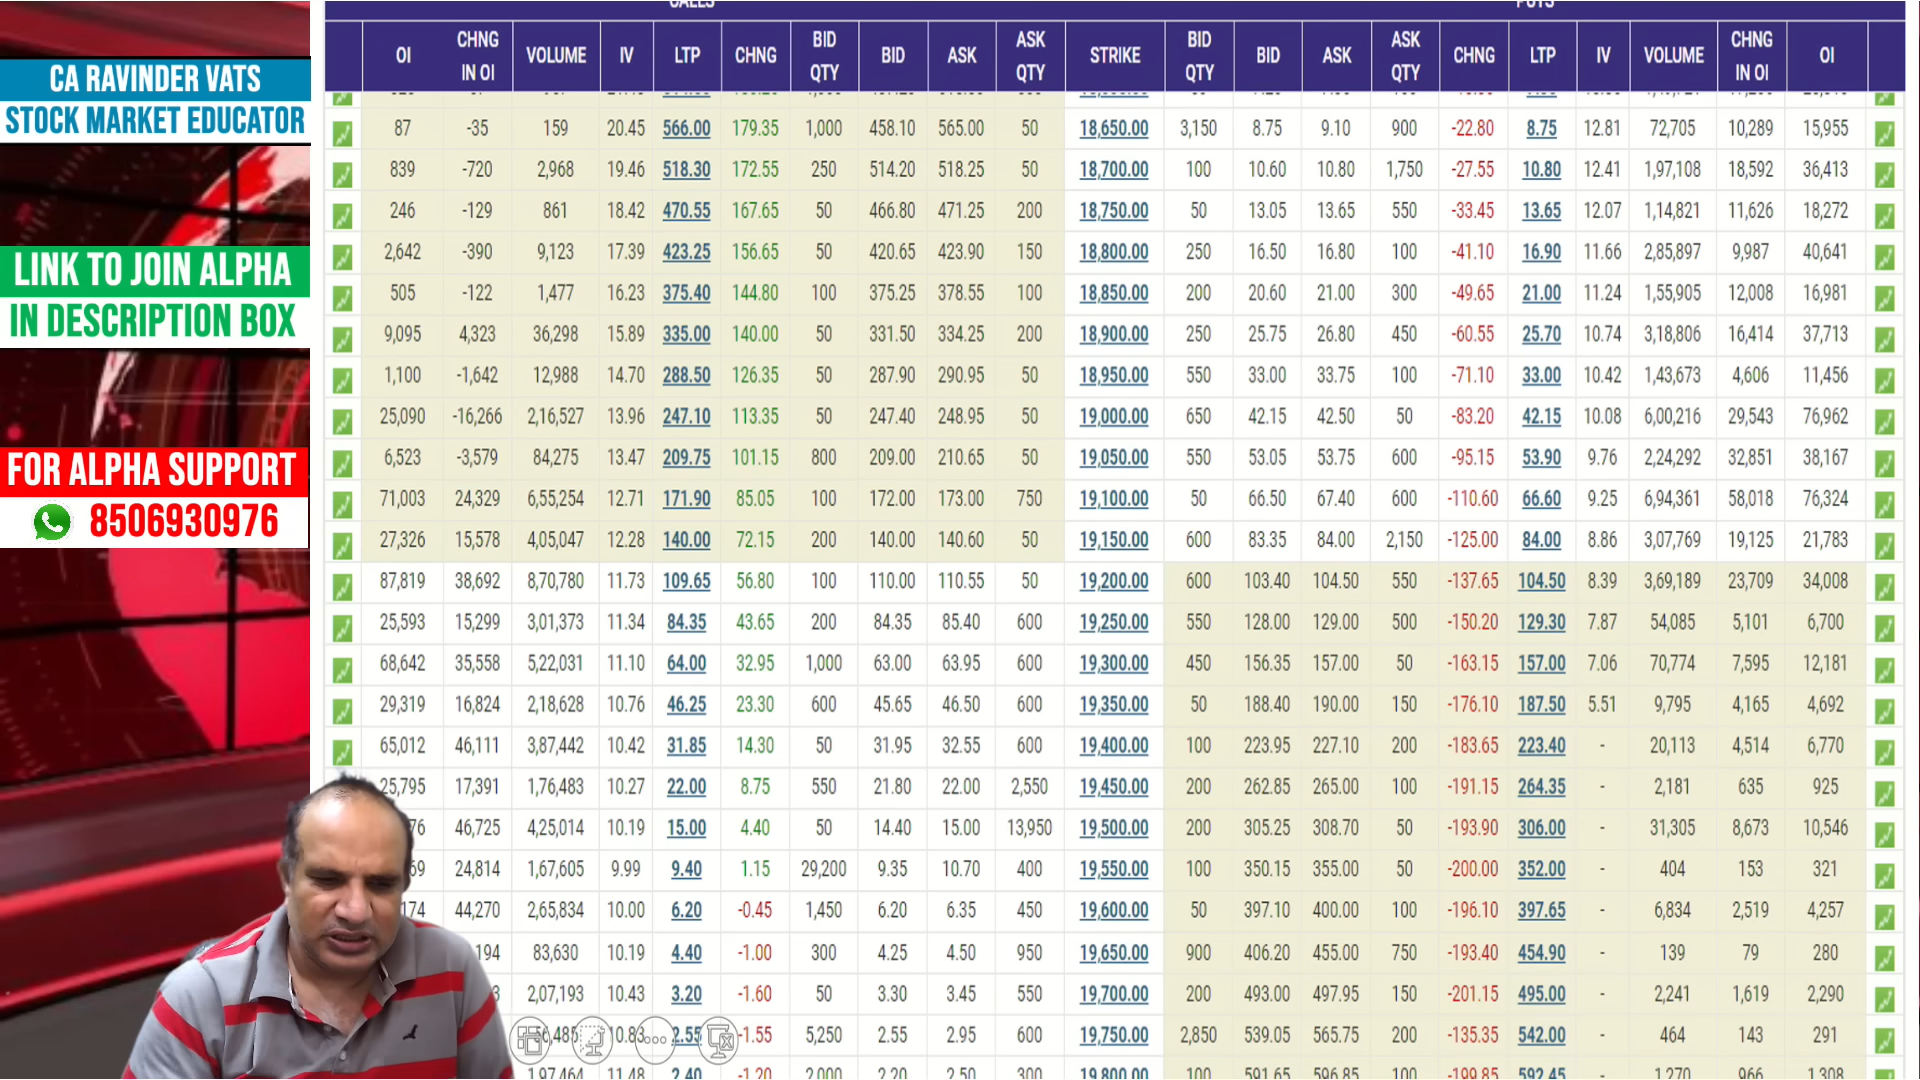 CA RAVINDER VATS
STOCK MARKET EDUCATOR
LINK TO JOIN ALPHA
IN DESCRIPTION BOX
FOR ALPHA SUPPORT
8506930976
CALLS PUTS
OI CHNG IN OI VOLUME IV LTP CHNG BID QTY BID ASK ASK QTY STRIKE BID QTY BID ASK ASK QTY CHNG LTP IV VOLUME CHNG IN OI OI
87 -35 159 20.45 566.00 179.35 1,000 458.10 565.00 50 18,650.00 3,150 8.75 9.10 900 -22.80 8.75 12.81 72,705 10,289 15,955
839 -720 2,968 19.46 518.30 172.55 250 514.20 518.25 50 18,700.00 100 10.60 10.80 1,750 -27.55 10.80 12.41 1,97,108 18,592 36,413
246 -129 861 18.42 470.55 167.65 50 466.80 471.25 200 18,750.00 50 13.05 13.65 550 -33.45 13.65 12.07 1,14,821 11,626 18,272
2,642 -390 9,123 17.39 423.25 156.65 50 420.65 423.90 150 18,800.00 250 16.50 16.80 100 -41.10 16.90 11.66 2,85,897 9,987 40,641
505 -122 1,477 16.23 375.40 144.80 100 375.25 378.55 100 18,850.00 200 20.60 21.00 300 -49.65 21.00 11.24 1,55,905 12,008 16,981
9,095 4,323 36,298 15.89 335.00 140.00 50 331.50 334.25 200 18,900.00 250 25.75 26.80 450 -60.55 25.70 10.74 3,18,806 16,414 37,713
1,100 -1,642 12,988 14.70 288.50 126.35 50 287.90 290.95 50 18,950.00 550 33.00 33.75 100 -71.10 33.00 10.42 1,43,673 4,606 11,456
25,090 -16,266 2,16,527 13.96 247.10 113.35 50 247.40 248.95 50 19,000.00 650 42.15 42.50 50 -83.20 42.15 10.08 6,00,216 29,543 76,962
6,523 -3,579 84,275 13.47 209.75 101.15 800 209.00 210.65 50 19,050.00 550 53.05 53.75 600 -95.15 53.90 9.76 2,24,292 32,851 38,167
71,003 24,329 6,55,254 12.71 171.90 85.05 100 172.00 173.00 750 19,100.00 50 66.50 67.40 600 -110.60 66.60 9.25 6,94,361 58,018 76,324
27,326 15,578 4,05,047 12.28 140.00 72.15 200 140.00 140.60 50 19,150.00 600 83.35 84.00 2,150 -125.00 84.00 8.86 3,07,769 19,125 21,783
87,819 38,692 8,70,780 11.73 109.65 56.80 100 110.00 110.55 50 19,200.00 600 103.40 104.50 550 -137.65 104.50 8.39 3,69,189 23,709 34,008
25,593 15,299 3,01,373 11.34 84.35 43.65 200 84.35 85.40 600 19,250.00 550 128.00 129.00 500 -150.20 129.30 7.87 54,085 5,101 6,700
68,642 35,558 5,22,031 11.10 64.00 32.95 1,000 63.00 63.95 600 19,300.00 450 156.35 157.00 50 -163.15 157.00 7.06 70,774 7,595 12,181
29,319 16,824 2,18,628 10.76 46.25 23.30 600 45.65 46.50 600 19,350.00 50 188.40 190.00 150 -176.10 187.50 5.51 9,795 4,165 4,692
65,012 46,111 3,87,442 10.42 31.85 14.30 50 31.95 32.55 600 19,400.00 100 223.95 227.10 200 -183.65 223.40 - 20,113 4,514 6,770
25,795 17,391 1,76,483 10.27 22.00 8.75 550 21.80 22.00 2,550 19,450.00 200 262.85 265.00 100 -191.15 264.35 - 2,181 635 925
76 46,725 4,25,014 10.19 15.00 4.40 50 14.40 15.00 13,950 19,500.00 200 305.25 308.70 50 -193.90 306.00 - 31,305 8,673 10,546
69 24,814 1,67,605 9.99 9.40 1.15 29,200 9.35 10.70 400 19,550.00 100 350.15 355.00 50 -200.00 352.00 - 404 153 321
174 44,270 2,65,834 10.00 6.20 -0.45 1,450 6.20 6.35 450 19,600.00 50 397.10 400.00 100 -196.10 397.65 - 6,834 2,519 4,257
194 83,630 10.19 4.40 -1.00 300 4.25 4.50 950 19,650.00 900 406.20 455.00 750 -193.40 454.90 - 139 79 280
3 2,07,193 10.43 3.20 -1.60 50 3.30 3.45 550 19,700.00 200 493.00 497.95 150 -201.15 495.00 - 2,241 1,619 2,290
10.83 2.55 -1.55 5,250 2.55 2.95 600 19,750.00 2,850 539.05 565.75 200 -135.35 542.00 - 464 143 291
1,97,464 11.48 2.40 -1.20 2,000 2.20 2.50 300 19,800.00 100 591.65 596.85 100 -199.85 592.45 - 1,270 966 1,308